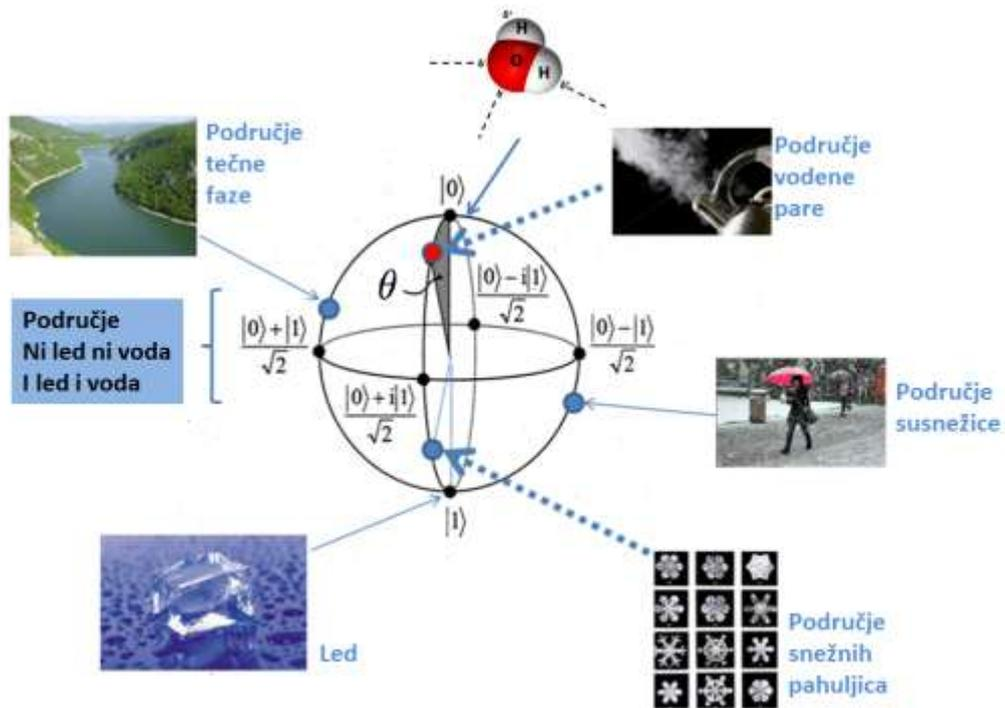 δ⁺
H
O
H
δ⁺
Područje
tečne
faze
Područje
vodene
pare
|0⟩
θ
|0⟩−i|1⟩
√2
Područje
Ni led ni voda
I led i voda
|0⟩+|1⟩
√2
|0⟩−|1⟩
√2
|0⟩+i|1⟩
√2
Područje
susnežice
|1⟩
Led
Područje
snežnih
pahuljica